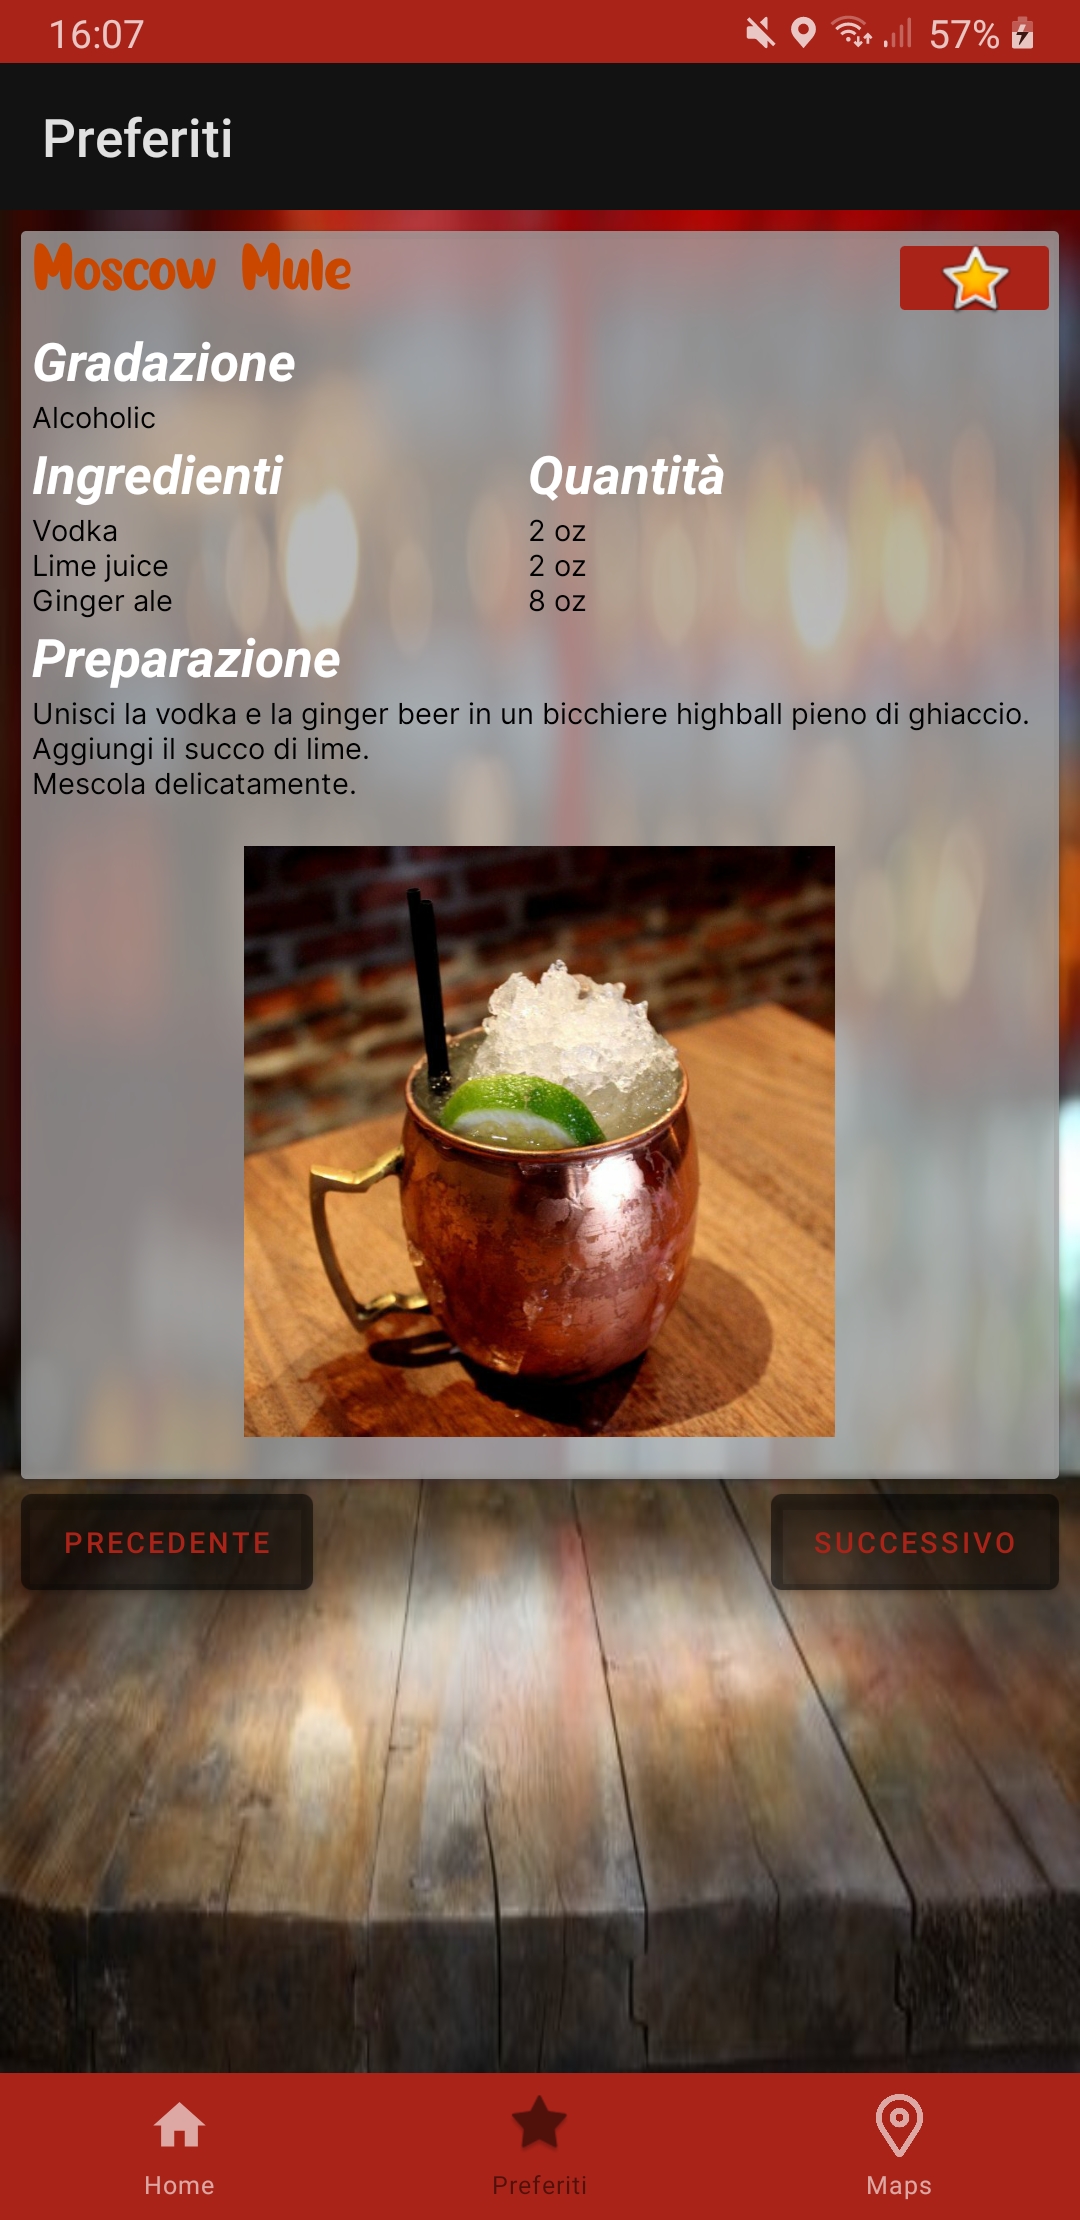 16:07 57%
Preferiti
Moscow Mule
Gradazione
Alcoholic
Ingredienti Quantità
Vodka 2 oz
Lime juice 2 oz
Ginger ale 8 oz
Preparazione
Unisci la vodka e la ginger beer in un bicchiere highball pieno di ghiaccio.
Aggiungi il succo di lime.
Mescola delicatamente.
PRECEDENTE SUCCESSIVO
Home Preferiti Maps